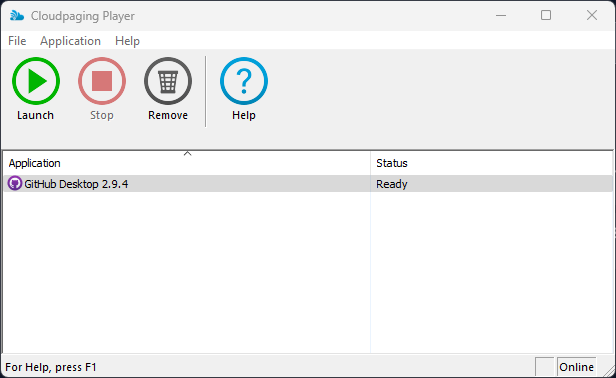 Cloudpaging Player
File Application Help
Launch Stop Remove Help
Application Status
GitHub Desktop 2.9.4 Ready
For Help, press F1 Online